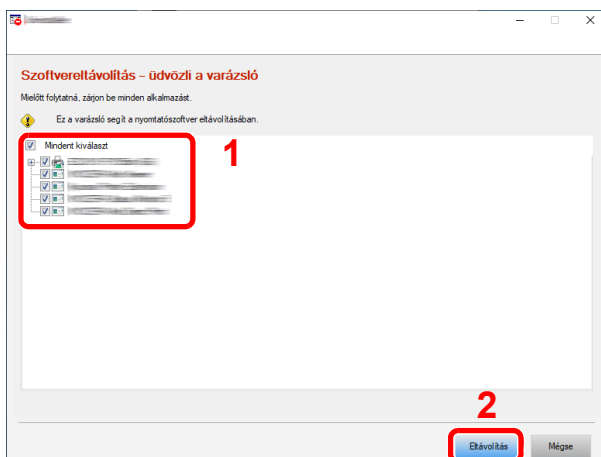 Szoftvereltávolítás – üdvözli a varázsló
Mielőtt folytatná, zárjon be minden alkalmazást.
Ez a varázsló segít a nyomtatószoftver eltávolításában.
Mindent kiválaszt
1
2
Eltávolítás Mégse